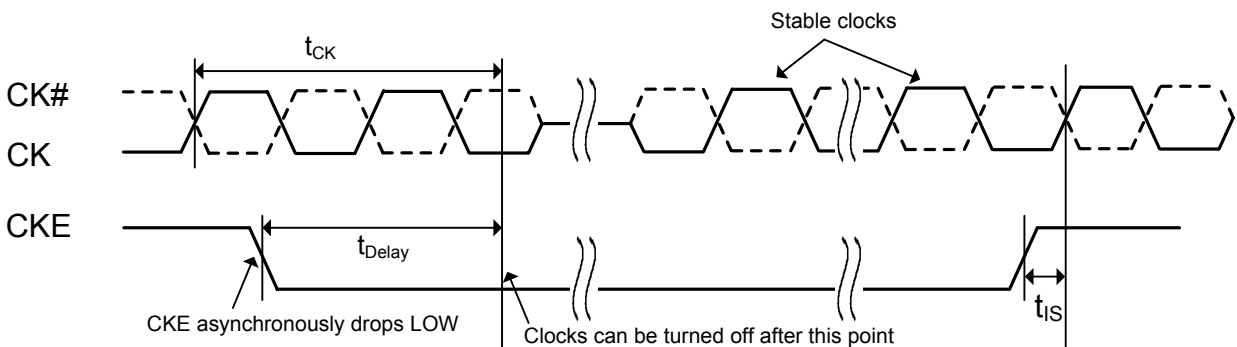 Stable clocks
tCK
CK#
CK
CKE
tDelay
tIS
CKE asynchronously drops LOW
Clocks can be turned off after this point